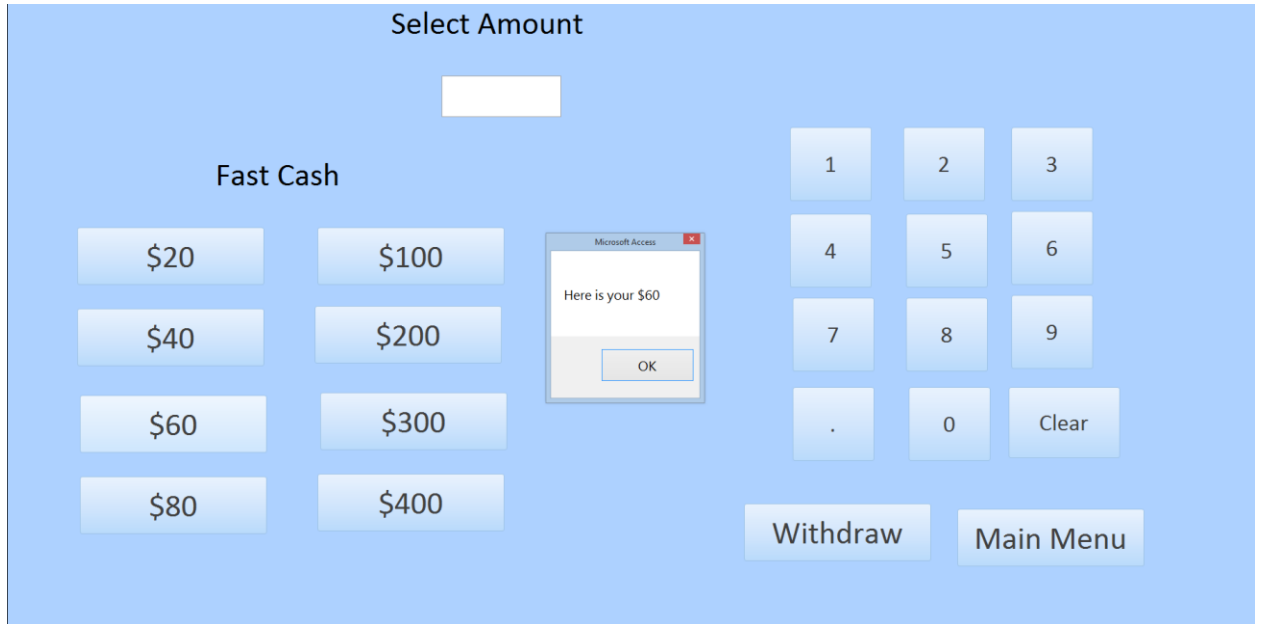 Select Amount
Fast Cash
$20
$100
$40
$200
$60
$300
$80
$400
Microsoft Access
Here is your $60
OK
1
2
3
4
5
6
7
8
9
.
0
Clear
Withdraw
Main Menu